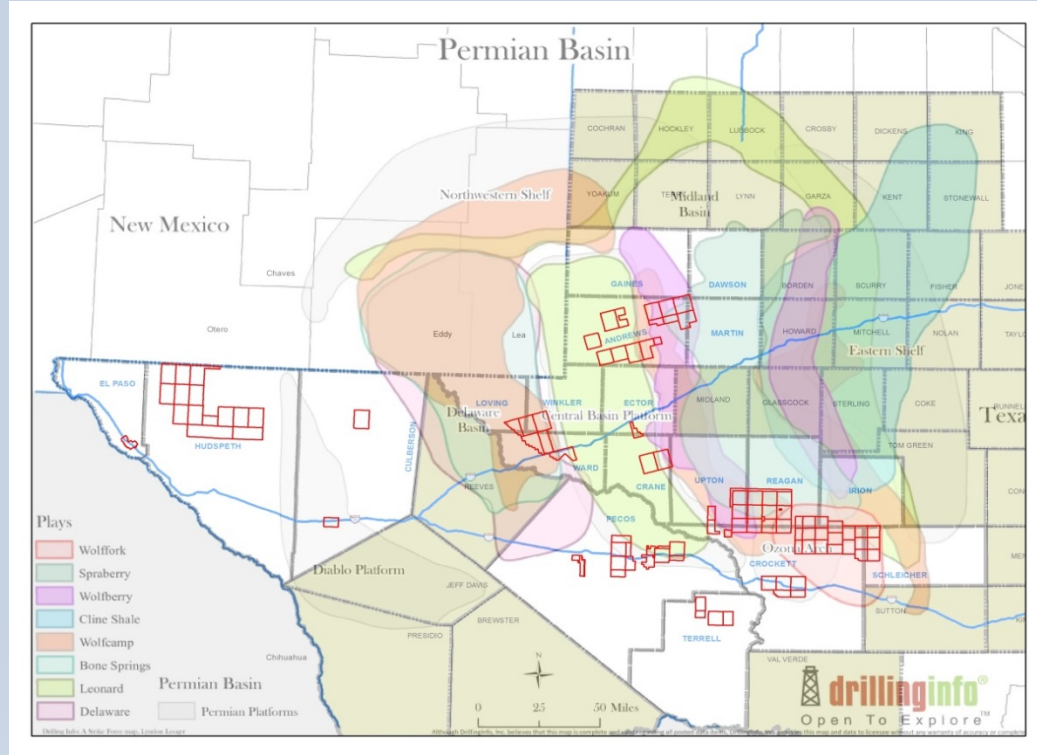 Permian Basin
COCHRAN
HOCKLEY
LUBBOCK
CROSBY
DICKENS
KING
Northwestern Shelf
YOAKUM
Midland
Basin
LYNN
GARZA
KENT
STONEWALL
New Mexico
Chaves
GAINES
DAWSON
BORDEN
SCURRY
FISHER
Otero
Eddy
Lea
ANDREWS
MARTIN
HOWARD
MITCHELL
NOLAN
Eastern Shelf
EL PASO
HUDSPETH
CULBERSON
LOVING
WINKLER
ECTOR
MIDLAND
GLASSCOCK
STERLING
COKE
Delaware
Basin
Central Basin Platform
Texa
TOM GREEN
REEVES
WARD
CRANE
UPTON
REAGAN
IRION
PECOS
Ozona Arch
CROCKETT
SCHLEICHER
Diablo Platform
JEFF DAVIS
SUTTON
PRESIDIO
BREWSTER
TERRELL
VAL VERDE
Chihuahua
Plays
Wolffork
Spraberry
Wolfberry
Cline Shale
Wolfcamp
Bone Springs
Leonard
Delaware
Permian Basin
Permian Platforms
N
0 25 50 Miles
drillinginfo®
Open To Explore™